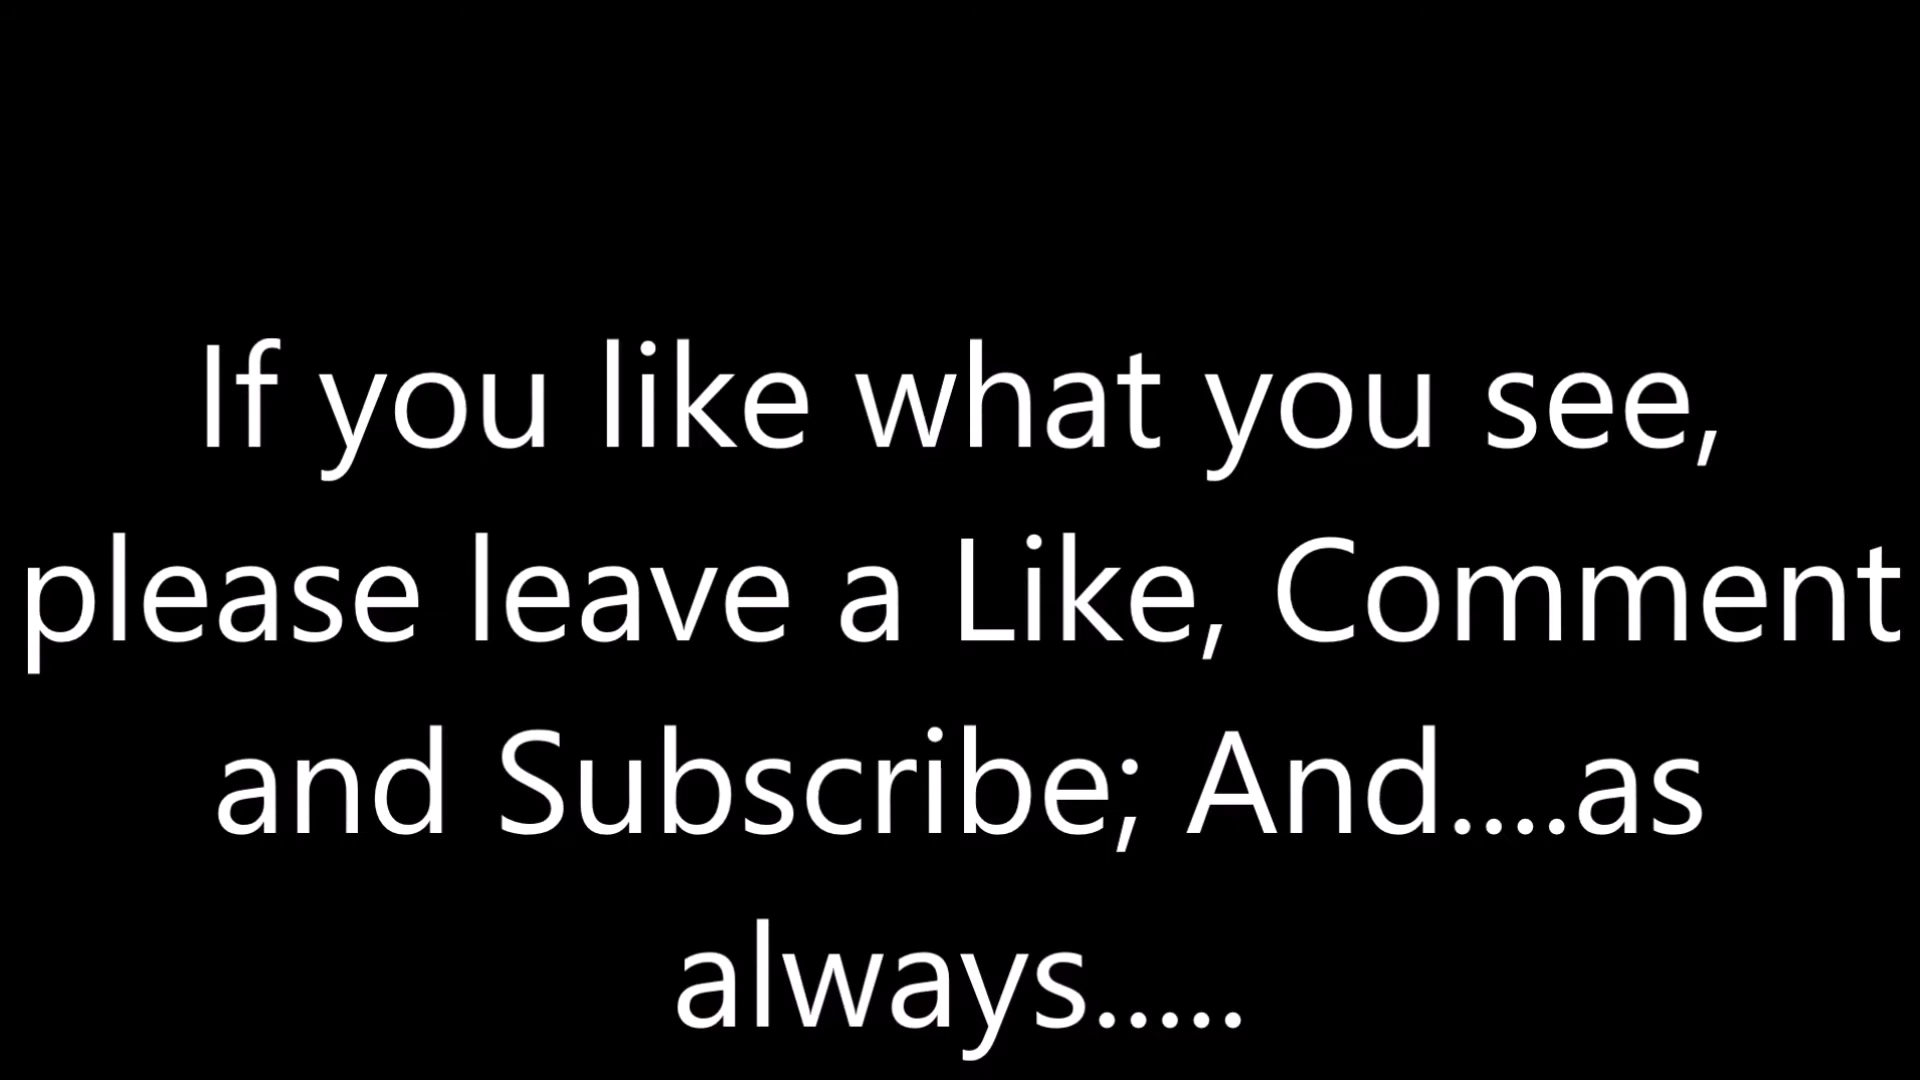 If you like what you see,
please leave a Like, Comment
and Subscribe; And....as
always.....